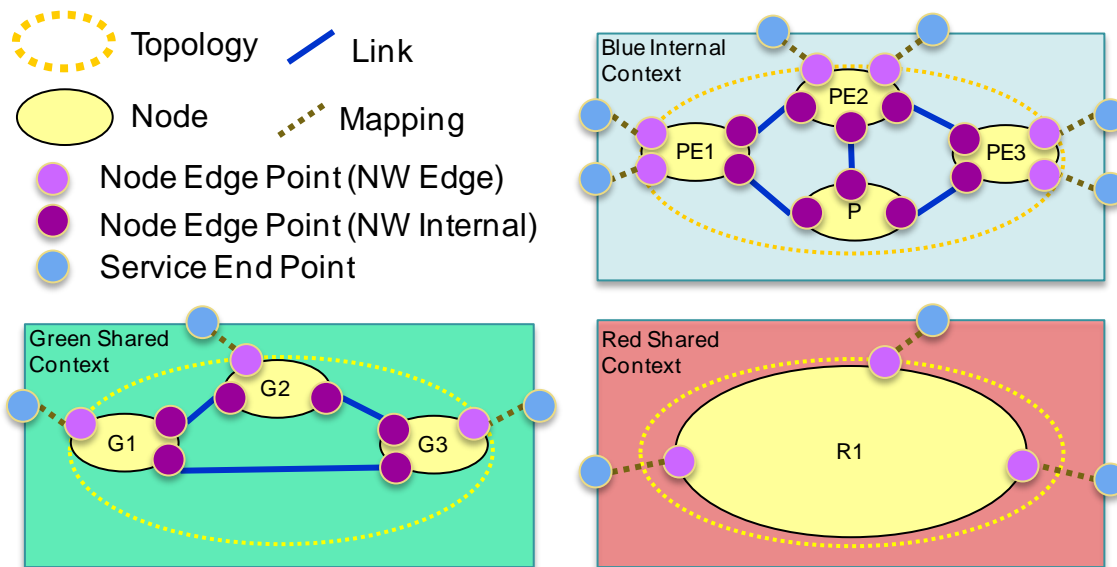 Topology
Link
Node
Mapping
Node Edge Point (NW Edge)
Node Edge Point (NW Internal)
Service End Point
Blue Internal
Context
PE2
PE1
PE3
P
Green Shared
Context
G2
G1
G3
Red Shared
Context
R1